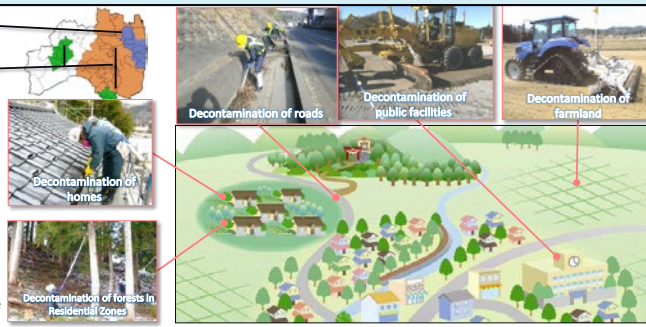 Decontamination of roads
Decontamination of
public facilities
Decontamination of
farmland
Decontamination of
homes
Decontamination of forests in
Residential Zones